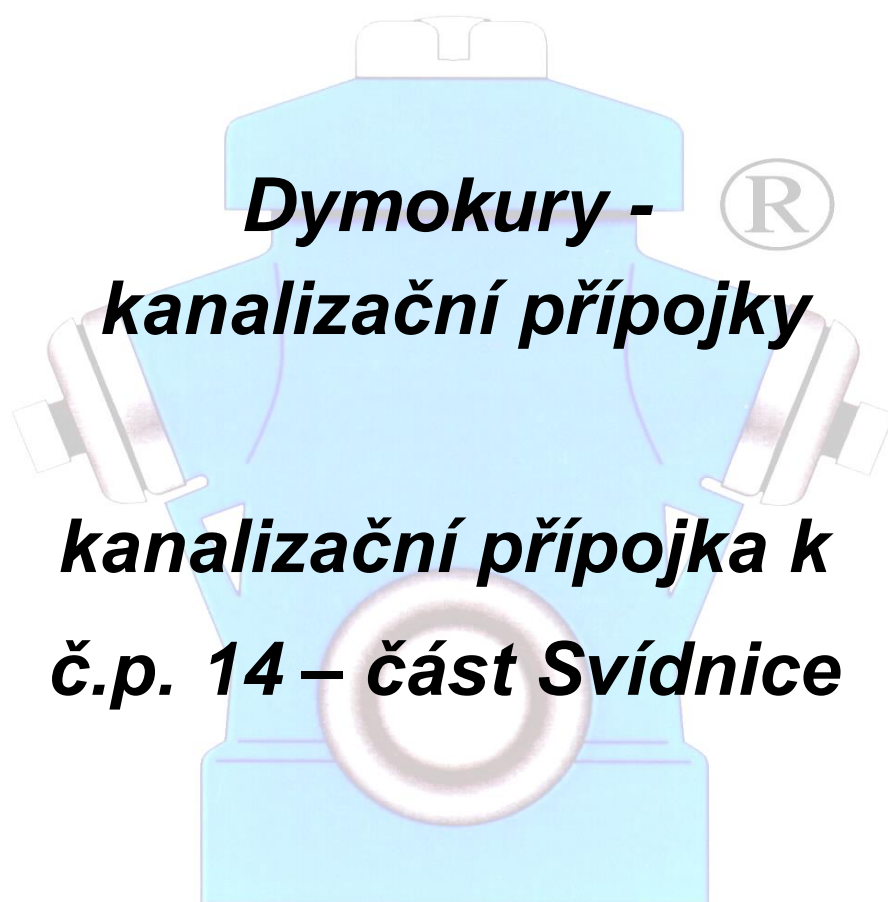 Dymokury -
kanalizační přípojky
kanalizační přípojka k
č.p. 14 – část Svídnice
®